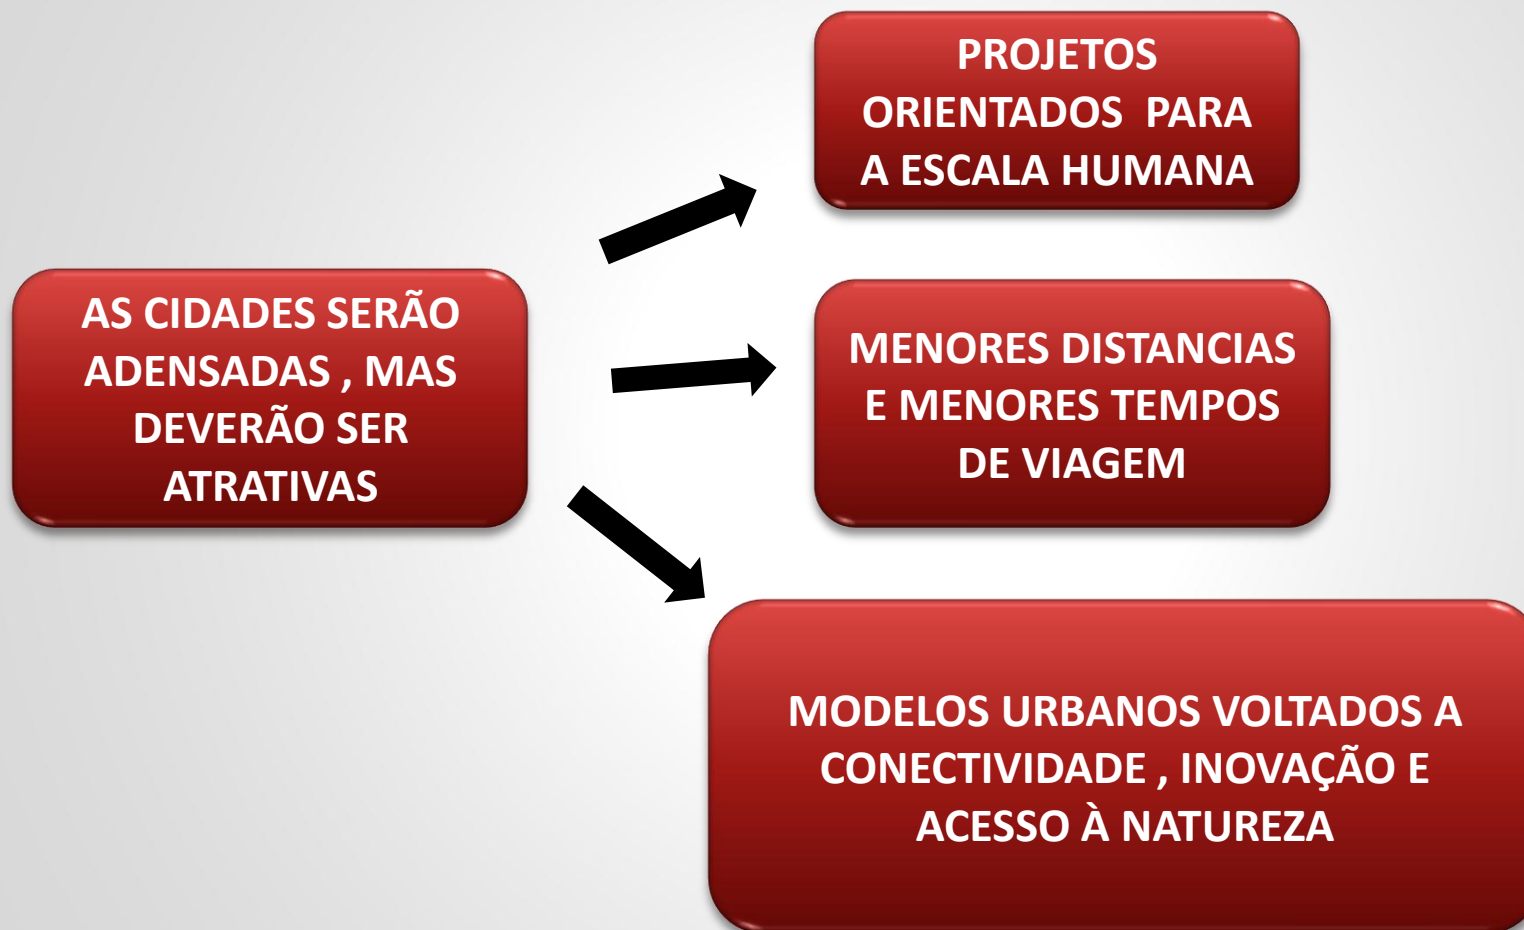 PROJETOS
ORIENTADOS  PARA
A ESCALA HUMANA
AS CIDADES SERÃO
ADENSADAS , MAS
DEVERÃO SER
ATRATIVAS
MENORES DISTANCIAS
E MENORES TEMPOS
DE VIAGEM
MODELOS URBANOS VOLTADOS A
CONECTIVIDADE , INOVAÇÃO E
ACESSO À NATUREZA